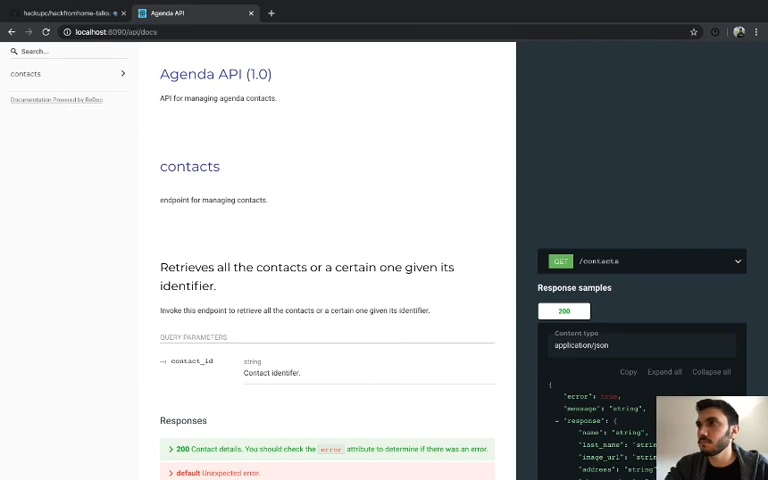 hackupc/hackfromhome-talks:
Agenda API
localhost:8090/api/docs
Search...
contacts
Documentation Powered by ReDoc
Agenda API (1.0)
API for managing agenda contacts.
contacts
endpoint for managing contacts.
Retrieves all the contacts or a certain one given its
identifier.
Invoke this endpoint to retrieve all the contacts or a certain one given its identifier.
QUERY PARAMETERS
contact_id
string
Contact identifer.
Responses
200 Contact details. You should check the error attribute to determine if there was an error.
default Unexpected error.
GET /contacts
Response samples
200
Content type
application/json
Copy Expand all Collapse all
{
"error": true,
"message": "string",
- "response": {
"name": "string",
"last_name": "stri
"image_url": "stri
"address": "string